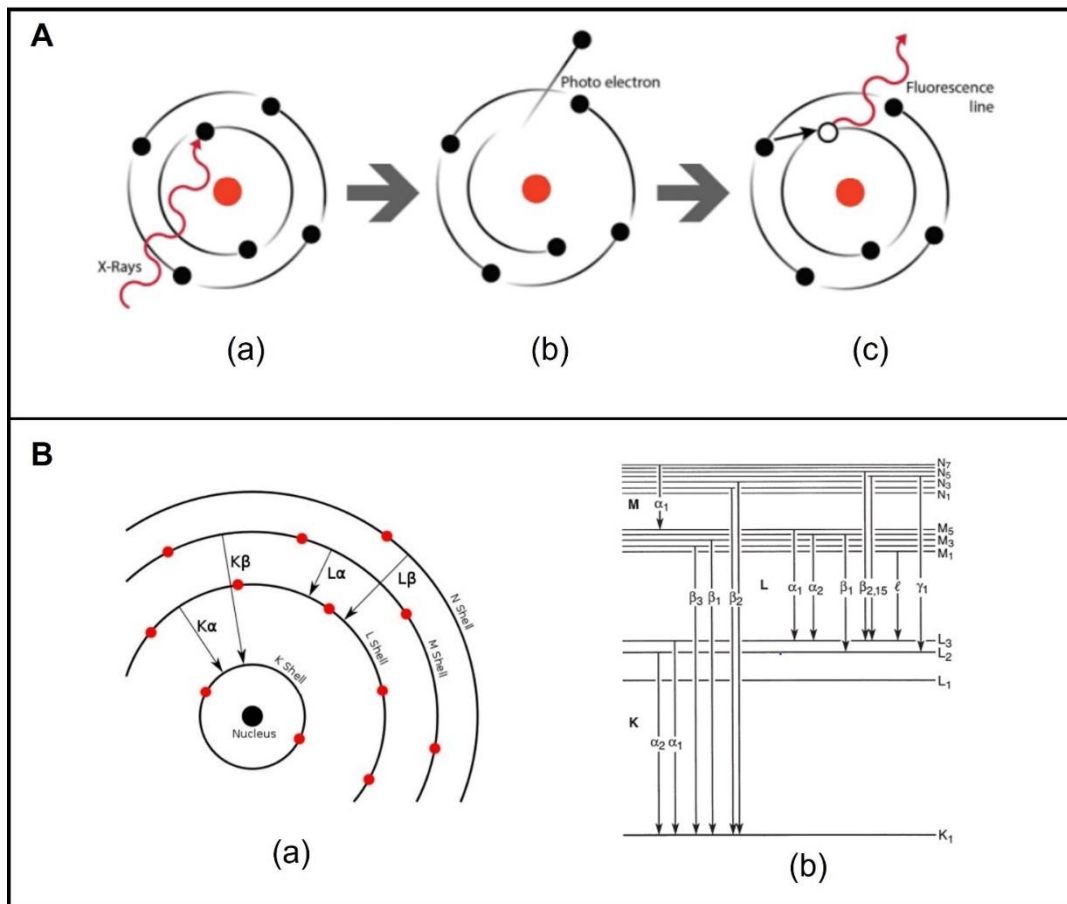 A
X-Rays
(a)
Photo electron
(b)
Fluorescence
line
(c)
B
Kα
Kβ
Lα
Lβ
K Shell
L Shell
M Shell
N Shell
Nucleus
(a)
N₇
N₅
N₃
N₁
M
α₁
M₅
M₃
M₁
β₃
β₁
β₂
L
α₁
α₂
β₁
β₂,₁₅
ℓ
γ₁
L₃
L₂
L₁
K
α₂
α₁
K₁
(b)